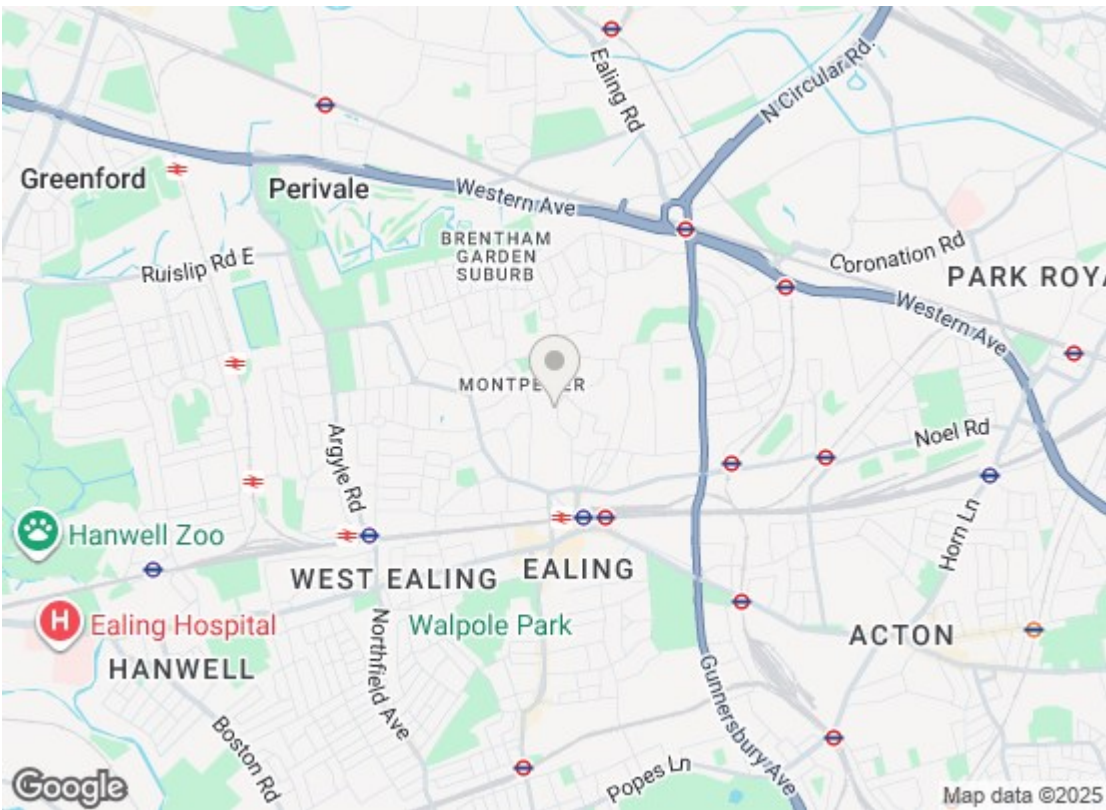 Ealing Rd
N Circular Rd.
Greenford
Perivale
Western Ave
BRENTHAM
GARDEN
SUBURB
Ruislip Rd E
Coronation Rd
PARK ROYA
Western Ave
MONTPE ER
Argyle Rd
Noel Rd
Hanwell Zoo
Horn Ln
WEST EALING
EALING
H
Ealing Hospital
Walpole Park
ACTON
HANWELL
Northfield Ave
Gunnersbury Ave
Boston Rd
Popes Ln
Google
Map data ©2025